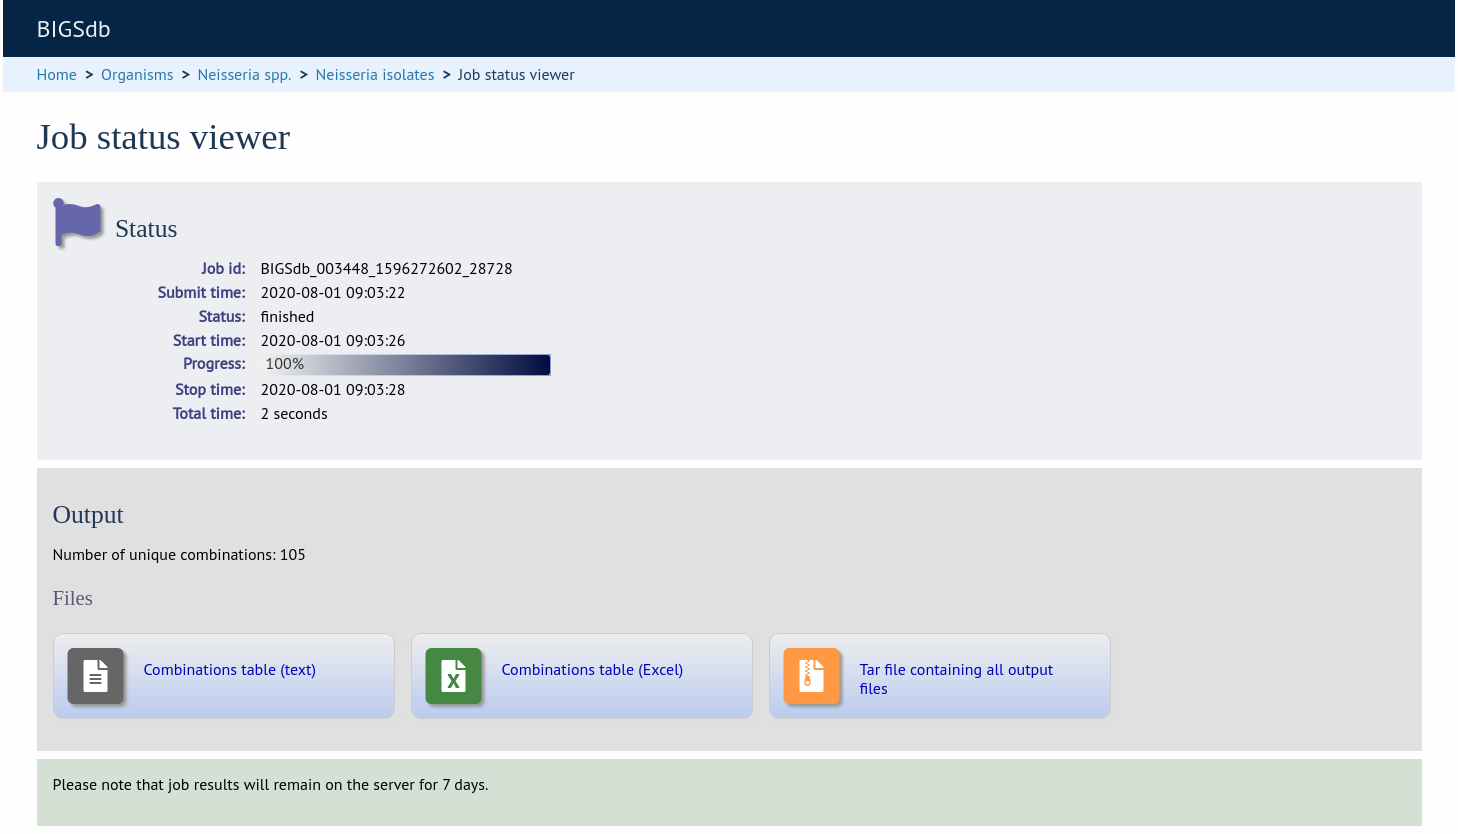 BIGSdb
Home > Organisms > Neisseria spp. > Neisseria isolates > Job status viewer
Job status viewer
Status
Job id: BIGSdb_003448_1596272602_28728
Submit time: 2020-08-01 09:03:22
Status: finished
Start time: 2020-08-01 09:03:26
Progress: 100%
Stop time: 2020-08-01 09:03:28
Total time: 2 seconds
Output
Number of unique combinations: 105
Files
Combinations table (text)
Combinations table (Excel)
Tar file containing all output
files
Please note that job results will remain on the server for 7 days.